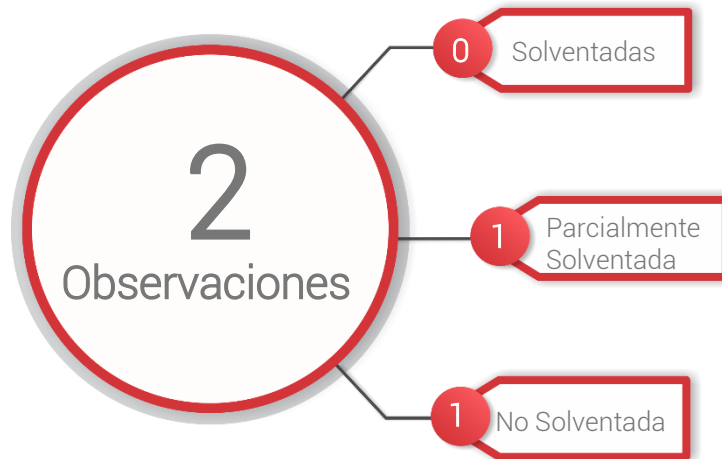 0
Solventadas
2
Observaciones
1
Parcialmente
Solventada
1
No Solventada